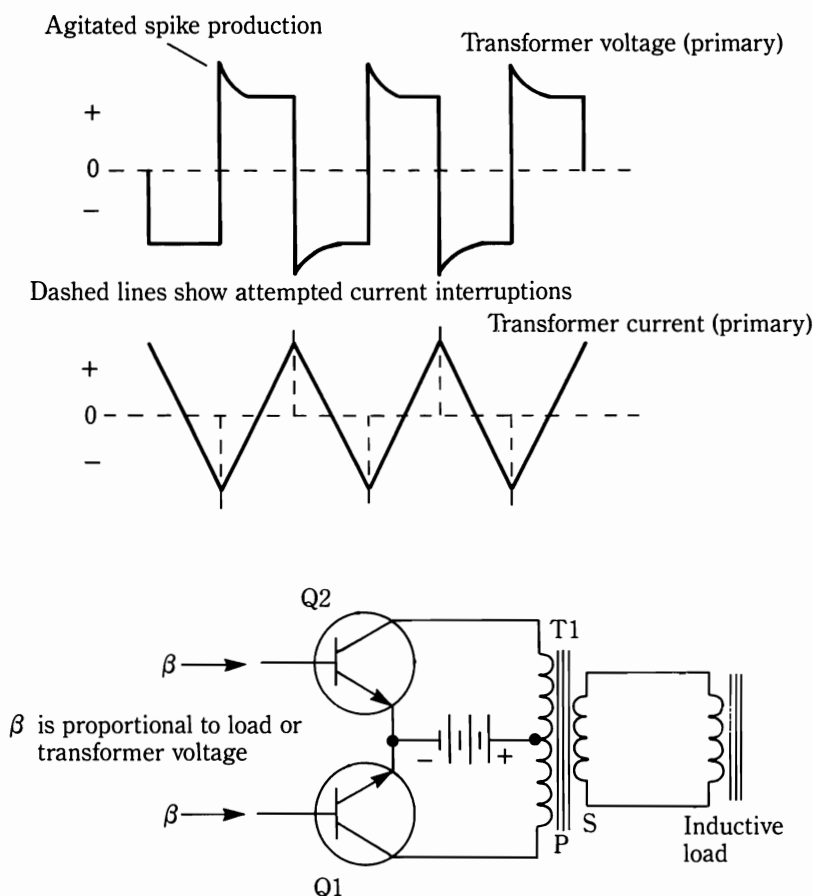 Agitated spike production
Transformer voltage (primary)
+
0
−
Dashed lines show attempted current interruptions
Transformer current (primary)
+
0
−
Q2
T1
β
β is proportional to load or
transformer voltage
− +
β
S
P
Inductive
load
Q1